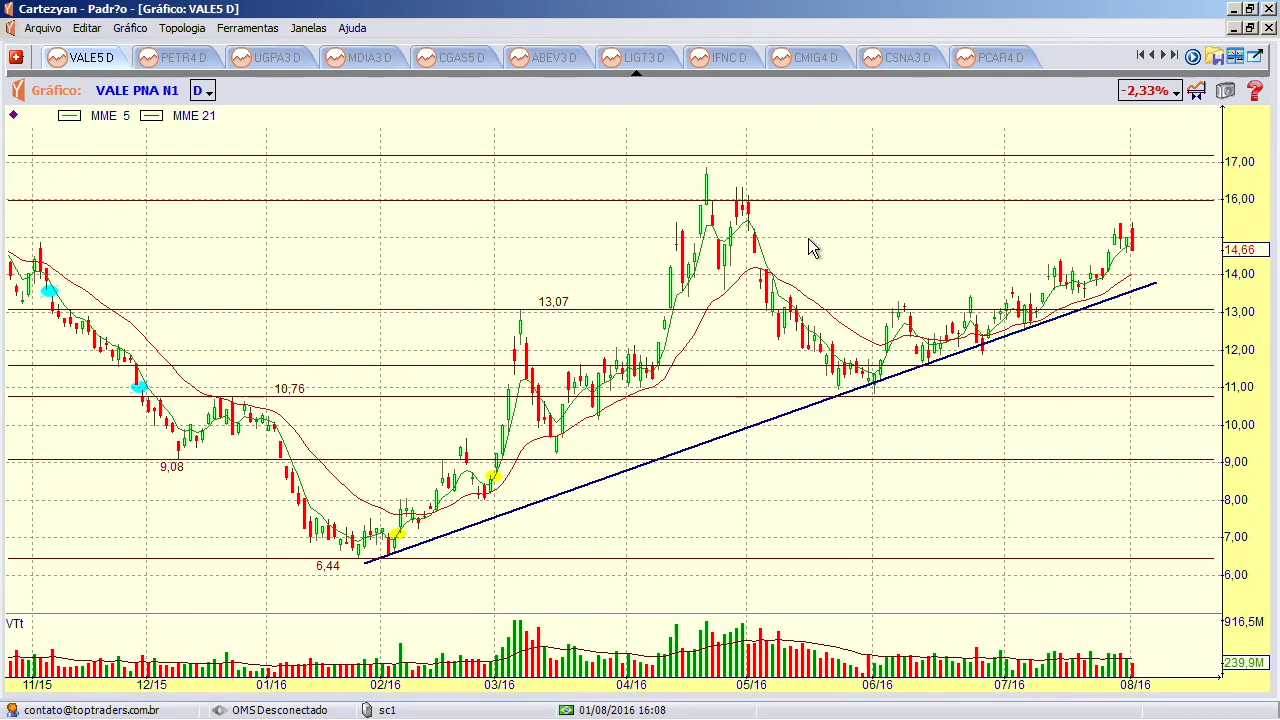 Cartezyan - Padr?o - [Gráfico: VALE5 D]
Arquivo Editar Gráfico Topologia Ferramentas Janelas Ajuda
VALE5 D PETR4 D UGPA3 D MDIA3 D CGAS5 D ABEV3 D LIGT3 D IFNC D CMIG4 D CSNA3 D PCAR4 D
Gráfico: VALE PNA N1 D -2,33%
MME 5 MME 21
17,00
16,00
14,66
14,00
13,07
13,00
12,00
11,00
10,76
10,00
9,08
9,00
8,00
7,00
6,44
6,00
VTt
916,5M
239,9M
11/15 12/15 01/16 02/16 03/16 04/16 05/16 06/16 07/16 08/16
contato@toptraders.com.br OMS Desconectado sc1 01/08/2016 16:08